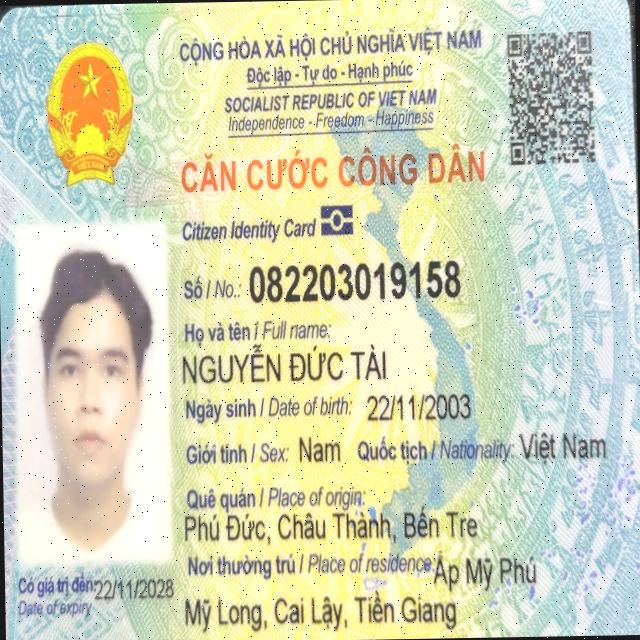 CỘNG HÒA XÃ HỘI CHỦ NGHĨA VIỆT NAM
Độc lập - Tự do - Hạnh phúc
SOCIALIST REPUBLIC OF VIET NAM
Independence - Freedom - Happiness
CĂN CƯỚC CÔNG DÂN
Citizen Identity Card
Số / No.: 082203019158
Họ và tên / Full name:
NGUYỄN ĐỨC TÀI
Ngày sinh / Date of birth: 22/11/2003
Giới tính / Sex: Nam Quốc tịch / Nationality: Việt Nam
Quê quán / Place of origin:
Phú Đức, Châu Thành, Bến Tre
Nơi thường trú / Place of residence: Ấp Mỹ Phú
Mỹ Long, Cai Lậy, Tiền Giang
Có giá trị đến: 22/11/2028
Date of expiry